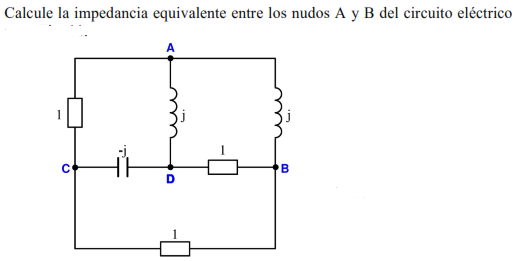 Calcule la impedancia equivalente entre los nudos A y B del circuito eléctrico
A
j
j
1
-j
1
C
B
D
1